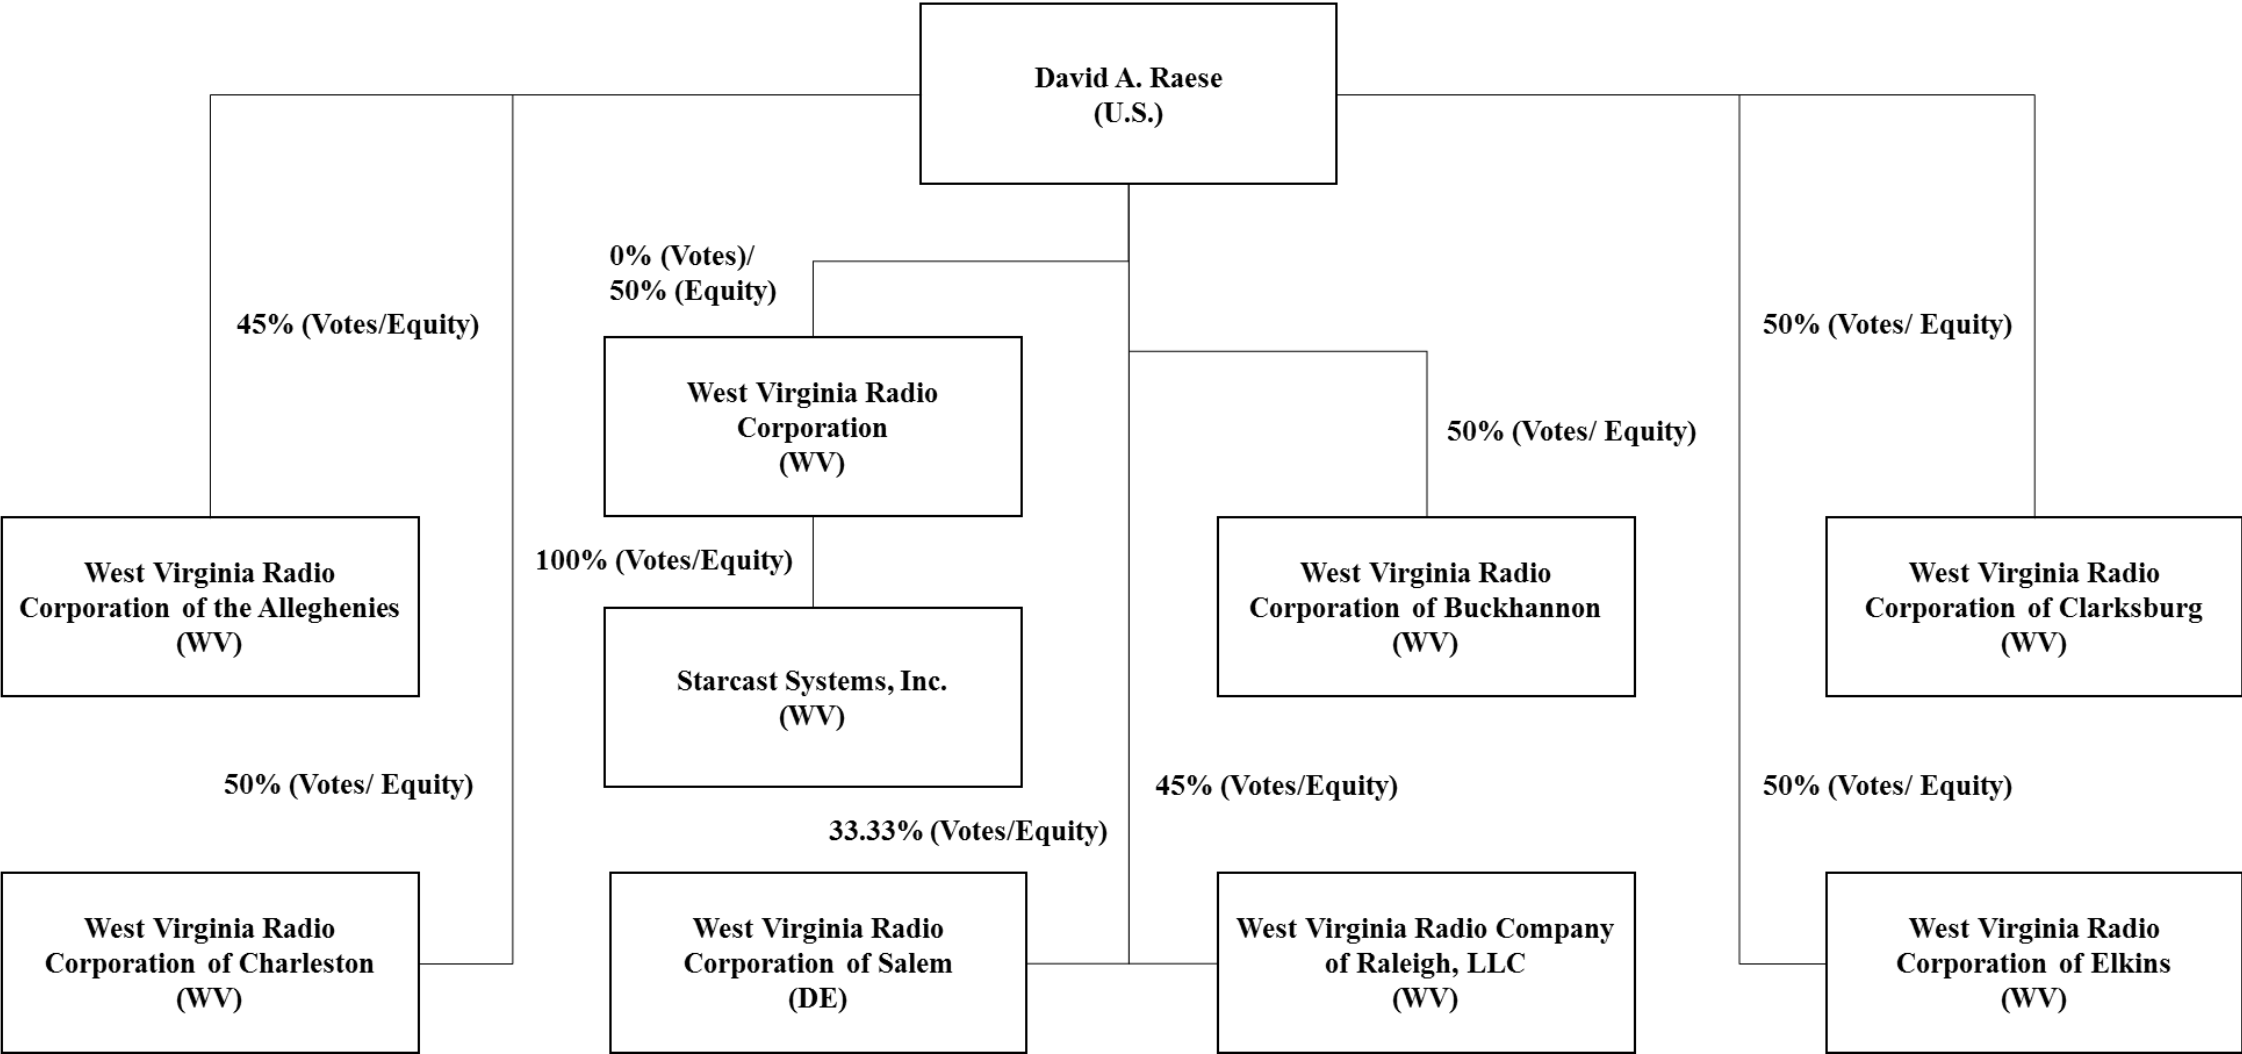 David A. Raese
(U.S.)
0% (Votes)/
50% (Equity)
45% (Votes/Equity)
50% (Votes/ Equity)
West Virginia Radio
Corporation
(WV)
50% (Votes/ Equity)
100% (Votes/Equity)
West Virginia Radio
Corporation of the Alleghenies
(WV)
West Virginia Radio
Corporation of Buckhannon
(WV)
West Virginia Radio
Corporation of Clarksburg
(WV)
Starcast Systems, Inc.
(WV)
50% (Votes/ Equity)
45% (Votes/Equity)
50% (Votes/ Equity)
33.33% (Votes/Equity)
West Virginia Radio
Corporation of Charleston
(WV)
West Virginia Radio
Corporation of Salem
(DE)
West Virginia Radio Company
of Raleigh, LLC
(WV)
West Virginia Radio
Corporation of Elkins
(WV)